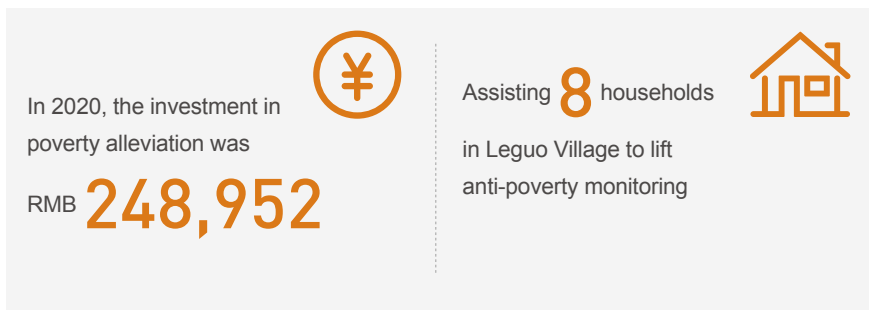 In 2020, the investment in
poverty alleviation was
RMB 248,952
Assisting 8 households
in Leguo Village to lift
anti-poverty monitoring